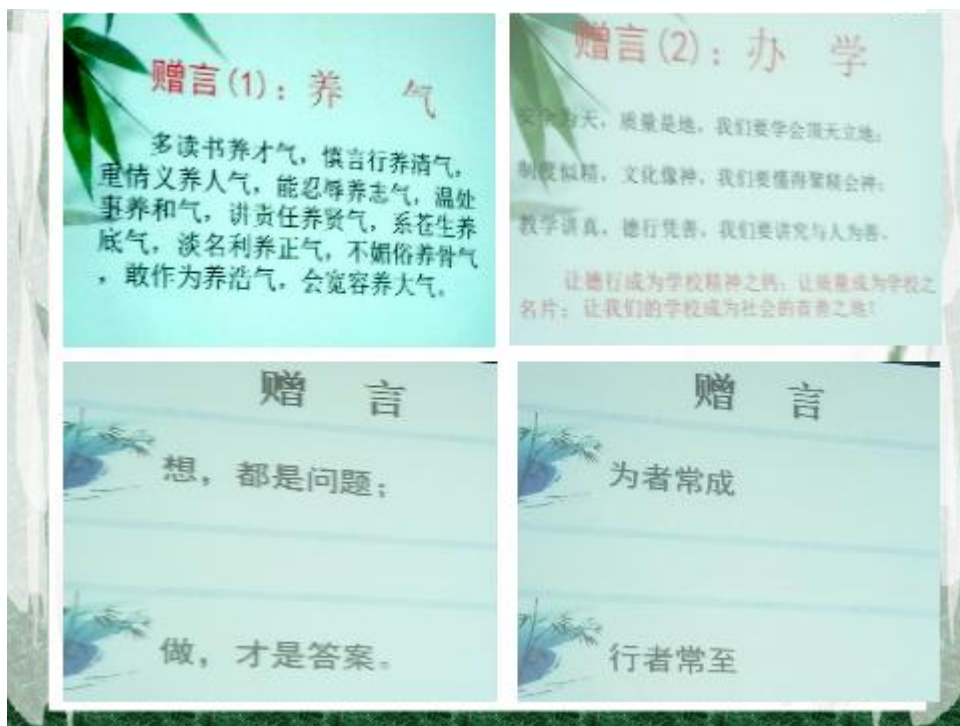 赠言(1):养 气
多读书养才气,慎言行养清气,
重情义养人气,能忍辱养志气,温处
事养和气,讲责任养贤气,系苍生养
底气,淡名利养正气,不媚俗养骨气
,敢作为养浩气,会宽容养大气。
赠言(2):办 学
为天,质量是地,我们要学会顶天立地;
制度似精,文化像神,我们要懂得聚精会神;
教学讲真,德行凭善,我们要讲究与人为善。
让德行成为学校精神之钙;让质量成为学校之
名片;让我们的学校成为社会的首善之地!
赠 言
想,都是问题;
做,才是答案。
赠 言
为者常成
行者常至